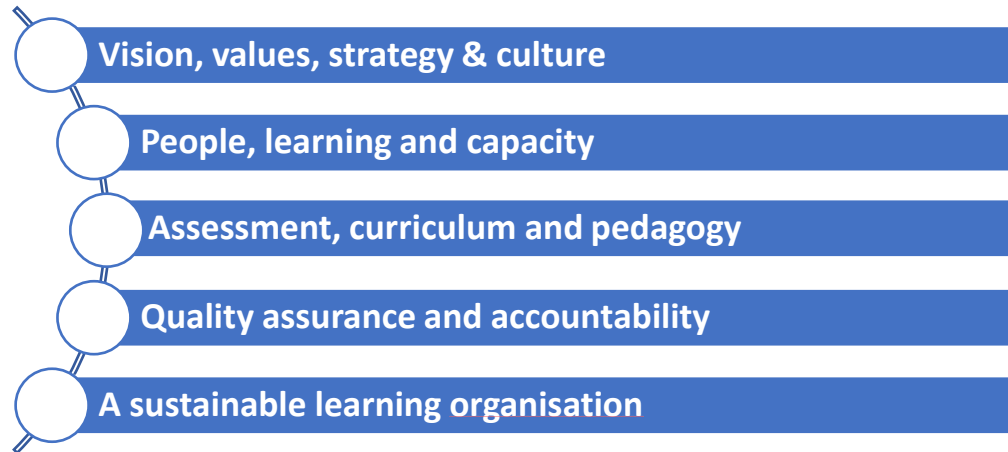 Vision, values, strategy & culture
People, learning and capacity
Assessment, curriculum and pedagogy
Quality assurance and accountability
A sustainable learning organisation